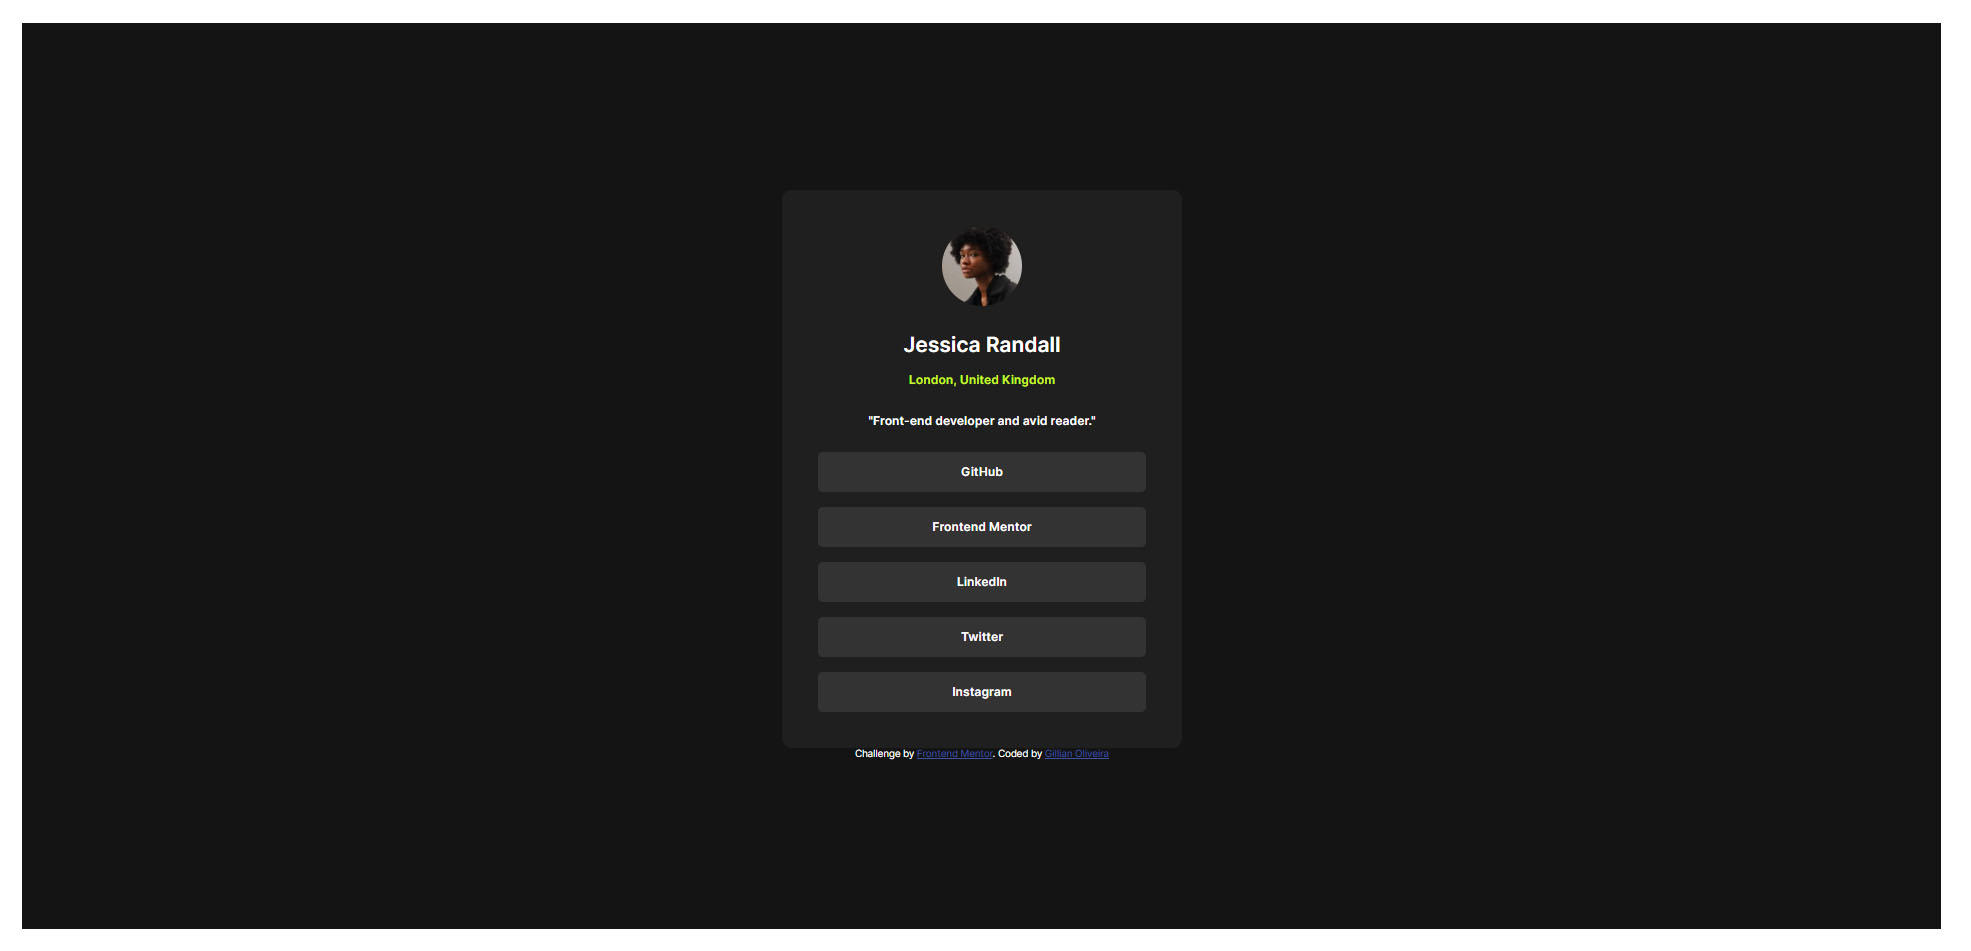 Jessica Randall
London, United Kingdom
"Front-end developer and avid reader."
GitHub
Frontend Mentor
LinkedIn
Twitter
Instagram
Challenge by Frontend Mentor. Coded by Gillian Oliveira